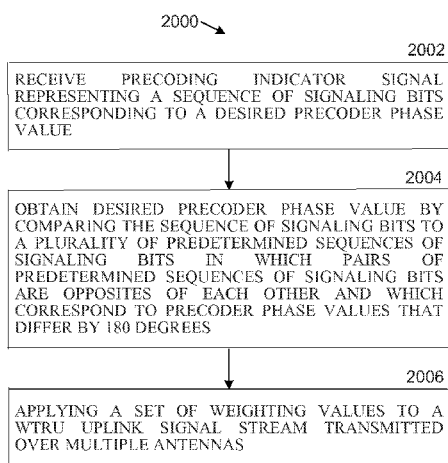 2000
2002
RECEIVE PRECODING INDICATOR SIGNAL
REPRESENTING A SEQUENCE OF SIGNALING BITS
CORRESPONDING TO A DESIRED PRECODER PHASE
VALUE
2004
OBTAIN DESIRED PRECODER PHASE VALUE BY
COMPARING THE SEQUENCE OF SIGNALING BITS TO
A PLURALITY OF PREDETERMINED SEQUENCES OF
SIGNALING BITS IN WHICH PAIRS OF
PREDETERMINED SEQUENCES OF SIGNALING BITS
ARE OPPOSITES OF EACH OTHER AND WHICH
CORRESPOND TO PRECODER PHASE VALUES THAT
DIFFER BY 180 DEGREES
2006
APPLYING A SET OF WEIGHTING VALUES TO A
WTRU UPLINK SIGNAL STREAM TRANSMITTED
OVER MULTIPLE ANTENNAS